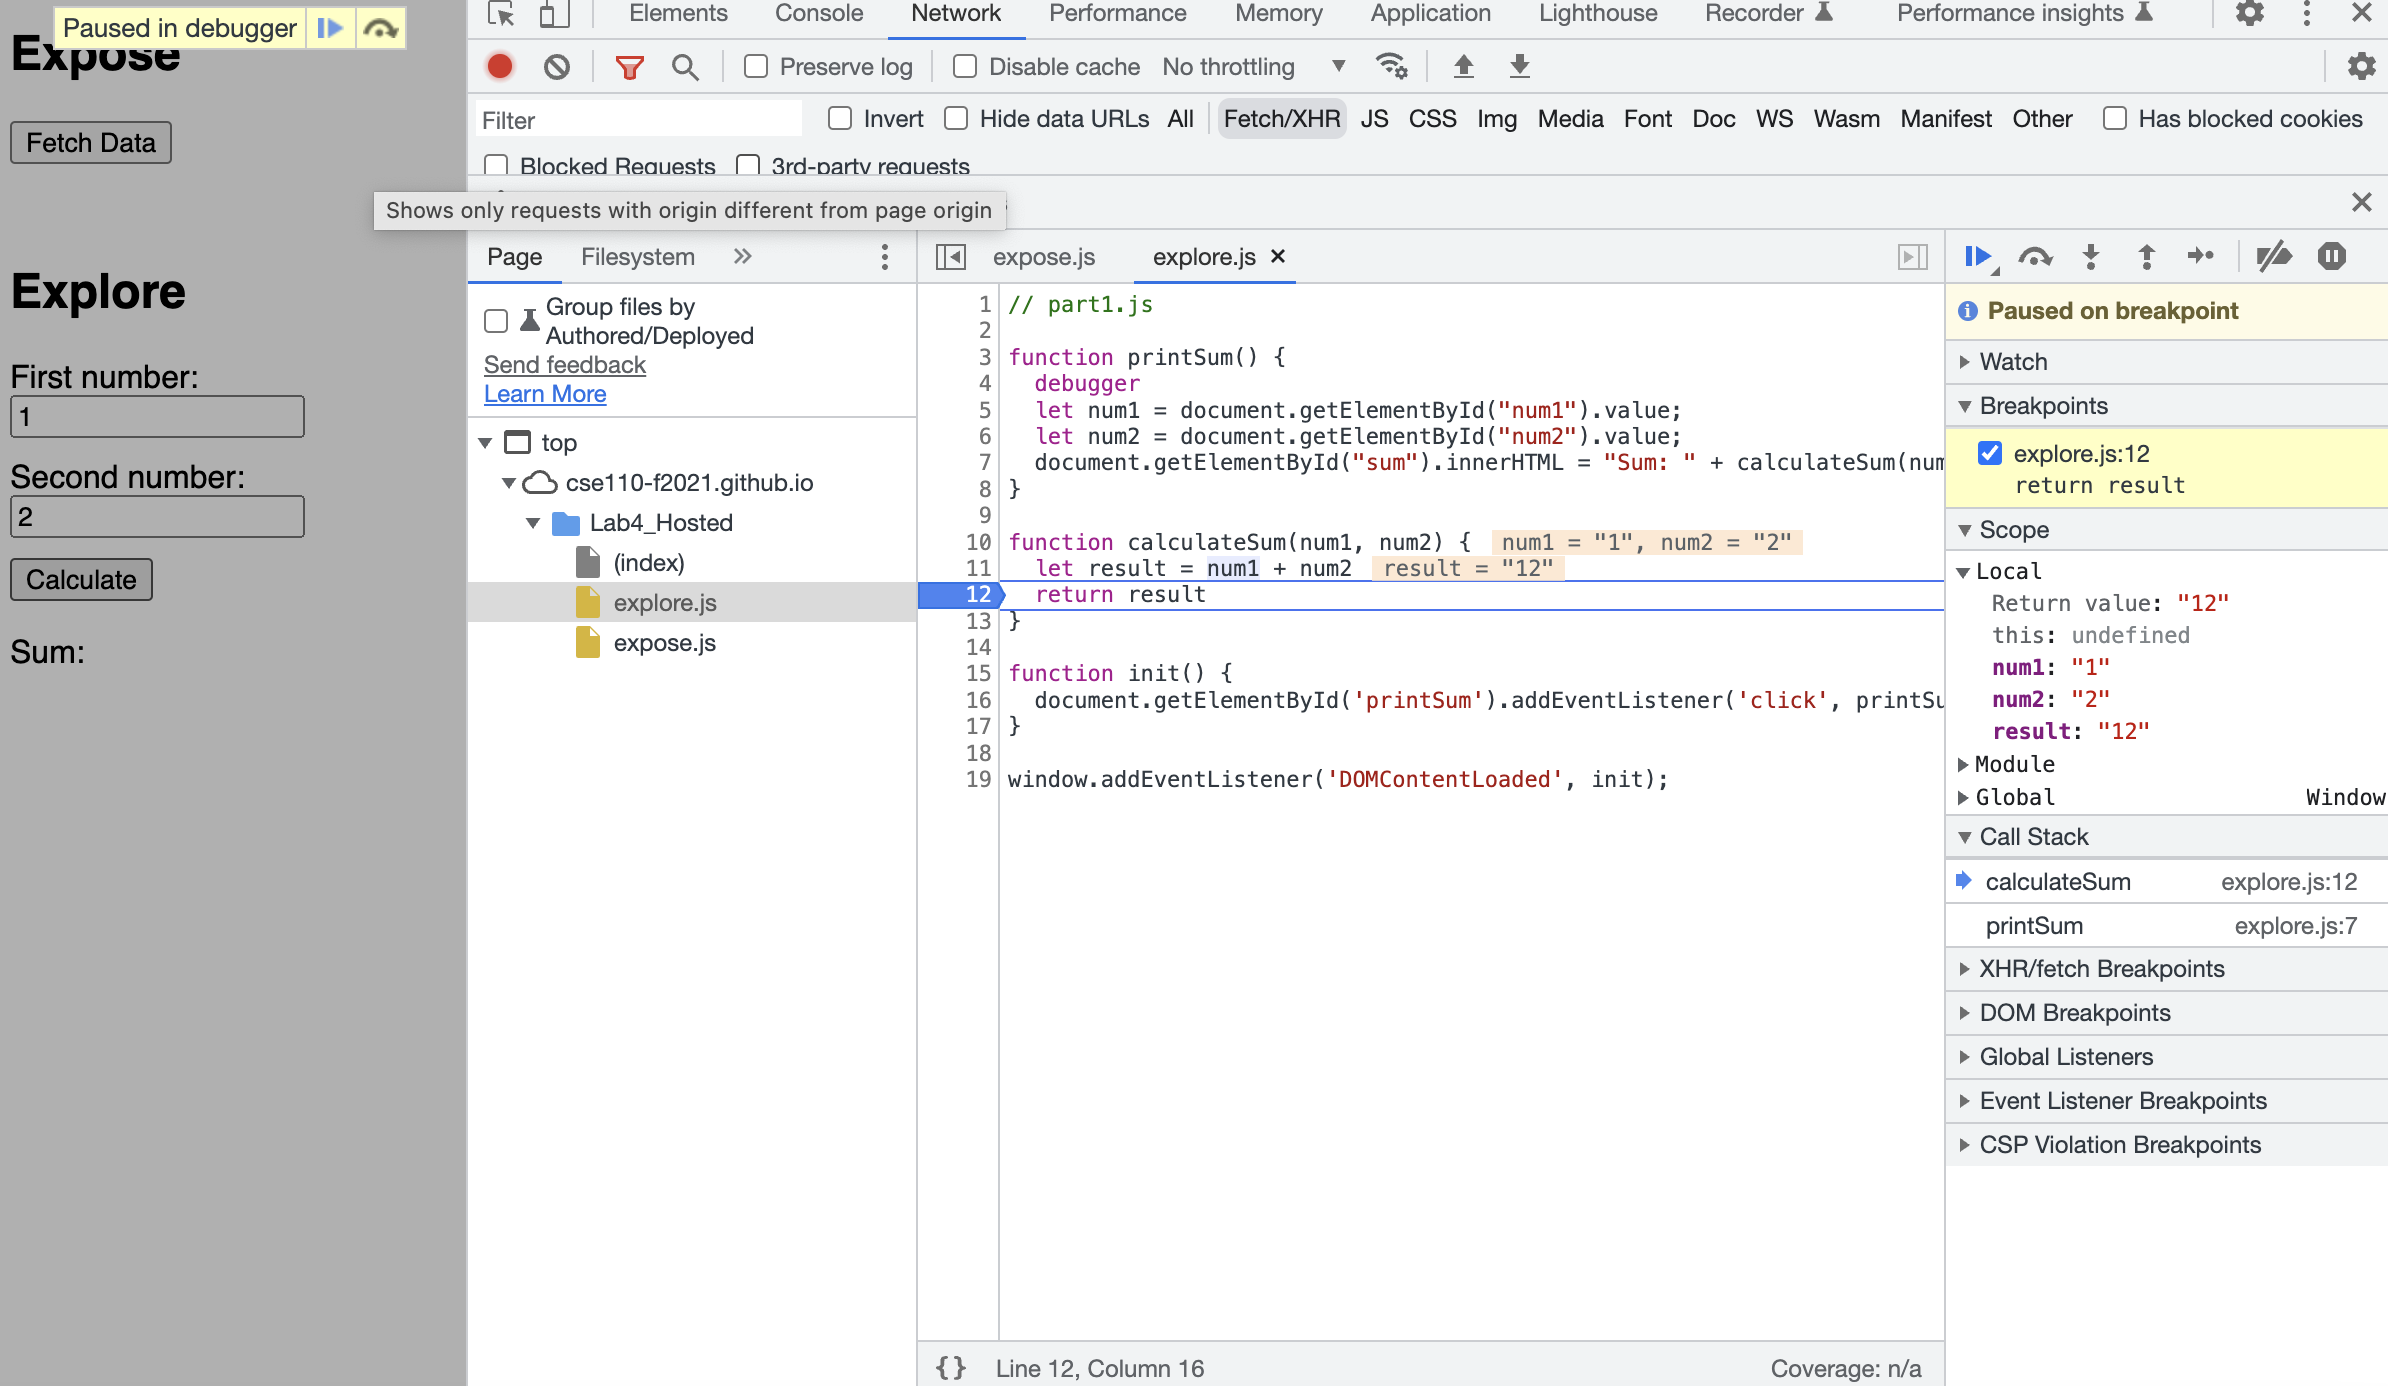 Paused in debugger
Expose
Fetch Data
Explore
First number:
1
Second number:
2
Calculate
Sum:
Elements Console Network Performance Memory Application Lighthouse Recorder Performance insights
Preserve log Disable cache No throttling
Filter Invert Hide data URLs All Fetch/XHR JS CSS Img Media Font Doc WS Wasm Manifest Other Has blocked cookies
Blocked Requests 3rd-party requests
Shows only requests with origin different from page origin
Page Filesystem
Group files by
Authored/Deployed
Send feedback
Learn More
top
cse110-f2021.github.io
Lab4_Hosted
(index)
explore.js
expose.js
expose.js explore.js
1 // part1.js
2
3 function printSum() {
4 debugger
5 let num1 = document.getElementById("num1").value;
6 let num2 = document.getElementById("num2").value;
7 document.getElementById("sum").innerHTML = "Sum: " + calculateSum(num
8 }
9
10 function calculateSum(num1, num2) { num1 = "1", num2 = "2"
11 let result = num1 + num2 result = "12"
12 return result
13 }
14
15 function init() {
16 document.getElementById('printSum').addEventListener('click', printSu
17 }
18
19 window.addEventListener('DOMContentLoaded', init);
{} Line 12, Column 16 Coverage: n/a
Paused on breakpoint
Watch
Breakpoints
explore.js:12
return result
Scope
Local
Return value: "12"
this: undefined
num1: "1"
num2: "2"
result: "12"
Module
Global Window
Call Stack
calculateSum explore.js:12
printSum explore.js:7
XHR/fetch Breakpoints
DOM Breakpoints
Global Listeners
Event Listener Breakpoints
CSP Violation Breakpoints